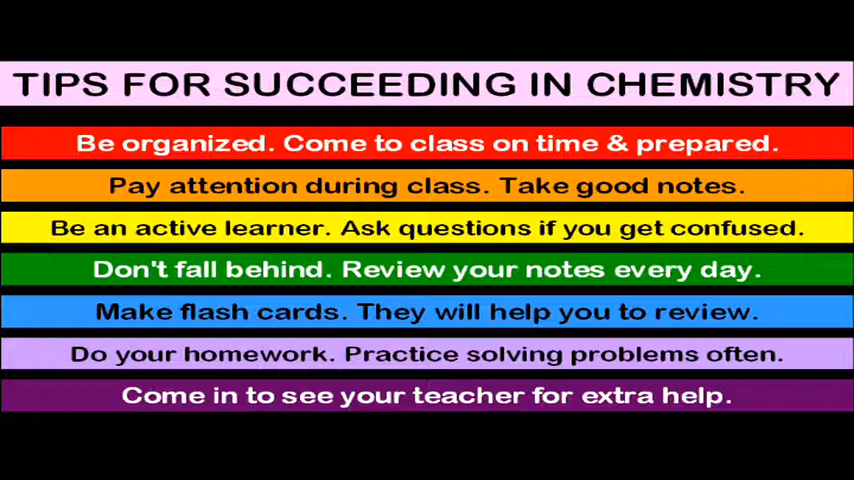 TIPS FOR SUCCEEDING IN CHEMISTRY
Be organized. Come to class on time & prepared.
Pay attention during class. Take good notes.
Be an active learner. Ask questions if you get confused.
Don't fall behind. Review your notes every day.
Make flash cards. They will help you to review.
Do your homework. Practice solving problems often.
Come in to see your teacher for extra help.